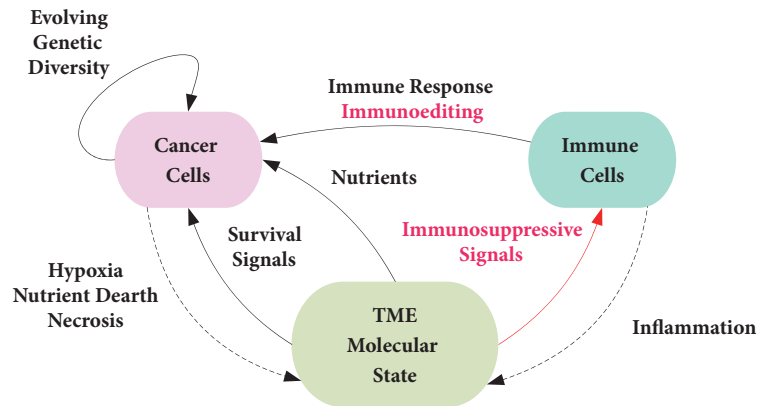 Evolving
Genetic
Diversity
Immune Response
Immunoediting
Cancer
Cells
Immune
Cells
Nutrients
Survival
Signals
Immunosuppressive
Signals
Hypoxia
Nutrient Dearth
Necrosis
TME
Molecular
State
Inflammation